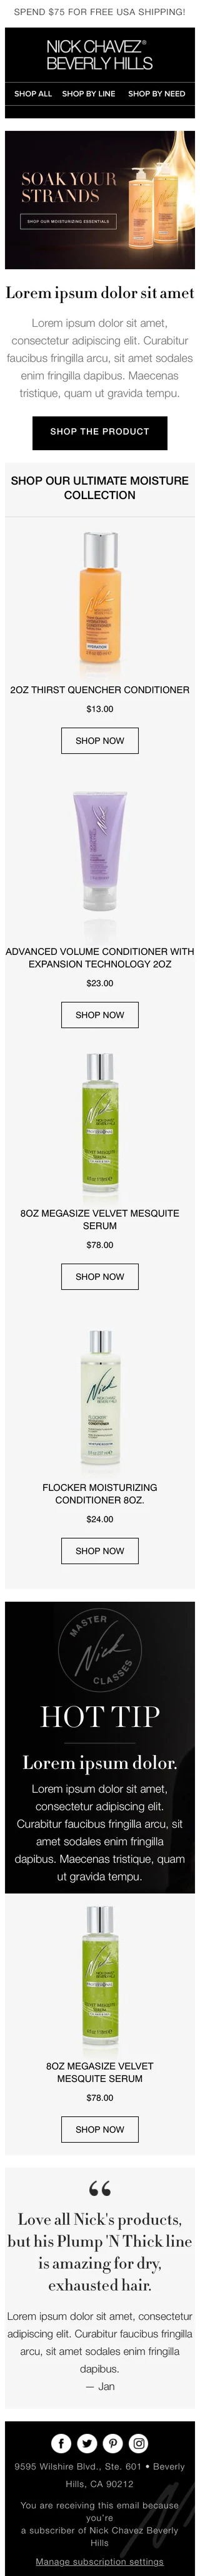 SPEND $75 FOR FREE USA SHIPPING!
NICK CHAVEZ®
BEVERLY HILLS
SHOP ALL SHOP BY LINE SHOP BY NEED
SOAK YOUR
STRANDS
SHOP OUR MOISTURIZING ESSENTIALS
Lorem ipsum dolor sit amet
Lorem ipsum dolor sit amet,
consectetur adipiscing elit. Curabitur
faucibus fringilla arcu, sit amet sodales
enim fringilla dapibus. Maecenas
tristique, quam ut gravida tempu.
SHOP THE PRODUCT
SHOP OUR ULTIMATE MOISTURE
COLLECTION
2OZ THIRST QUENCHER CONDITIONER
$13.00
SHOP NOW
ADVANCED VOLUME CONDITIONER WITH
EXPANSION TECHNOLOGY 2OZ
$23.00
SHOP NOW
8OZ MEGASIZE VELVET MESQUITE
SERUM
$78.00
SHOP NOW
Nick
FLOCKER MOISTURIZING
CONDITIONER 8OZ.
$24.00
SHOP NOW
MASTER
Nick
CLASSES
HOT TIP
Lorem ipsum dolor.
Lorem ipsum dolor sit amet,
consectetur adipiscing elit.
Curabitur faucibus fringilla arcu, sit
amet sodales enim fringilla
dapibus. Maecenas tristique, quam
ut gravida tempu.
8OZ MEGASIZE VELVET
MESQUITE SERUM
$78.00
SHOP NOW
“
Love all Nick's products,
but his Plump 'N Thick line
is amazing for dry,
exhausted hair.
Lorem ipsum dolor sit amet, consectetur
adipiscing elit. Curabitur faucibus fringilla
arcu, sit amet sodales enim fringilla
dapibus.
— Jan
9595 Wilshire Blvd., Ste. 601 • Beverly
Hills, CA 90212
You are receiving this email because
you're
a subscriber of Nick Chavez Beverly
Hills
Manage subscription settings